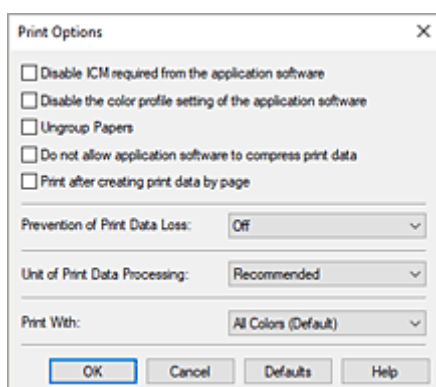 Print Options
Disable ICM required from the application software
Disable the color profile setting of the application software
Ungroup Papers
Do not allow application software to compress print data
Print after creating print data by page
Prevention of Print Data Loss: Off
Unit of Print Data Processing: Recommended
Print With: All Colors (Default)
OK Cancel Defaults Help